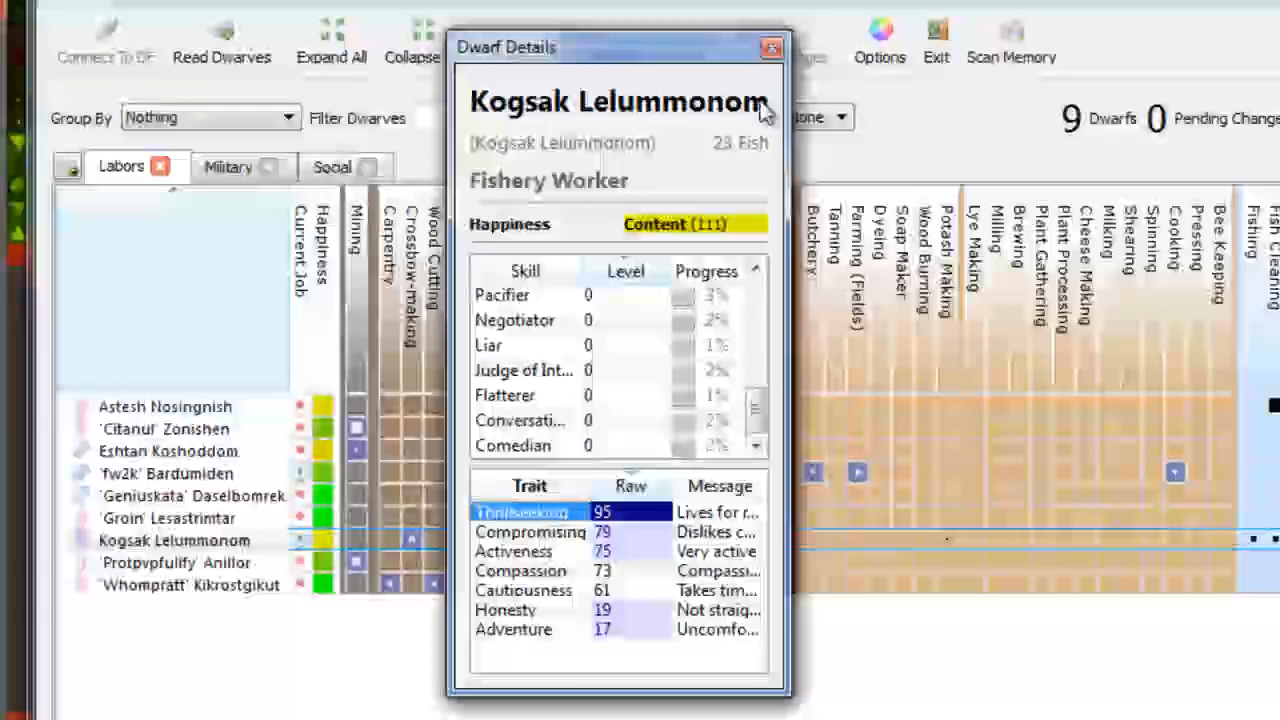 Connect To DF Read Dwarves Expand All Collapse Options Exit Scan Memory
Dwarf Details
Group By Nothing Filter Dwarves 9 Dwarfs 0 Pending Change
Kogsak Lelummonom
(Kogsak Lelummonom) 23 Fish
Fishery Worker
Happiness Content (111)
Labors Military Social
Current Job
Happiness
Mining
Carpentry
Crossbow-making
Wood Cutting
Butchery
Tanning
Farming (Fields)
Dyeing
Soap Maker
Wood Burning
Potash Making
Lye Making
Milling
Brewing
Plant Gathering
Plant Processing
Cheese Making
Milking
Shearing
Spinning
Cooking
Pressing
Bee Keeping
Fishing
Fish Cleaning
Skill Level Progress
Pacifier 0 3%
Negotiator 0 2%
Liar 0 1%
Judge of Int... 0 2%
Flatterer 0 1%
Conversati... 0 2%
Comedian 0 2%
Trait Raw Message
Thrillseeking 95 Lives for r...
Compromising 79 Dislikes c...
Activeness 75 Very active
Compassion 73 Compassi...
Cautiousness 61 Takes tim...
Honesty 19 Not straig...
Adventure 17 Uncomfo...
Astesh Nosingnish
'Citanul' Zonishen
Eshtan Koshoddom
'fw2k' Bardumiden
'Geniuskata' Daselbomrek
'Groin' Lesastrimtar
Kogsak Lelummonom
'Protpvpfulify' Anillor
'Whompratt' Kikrostgikut